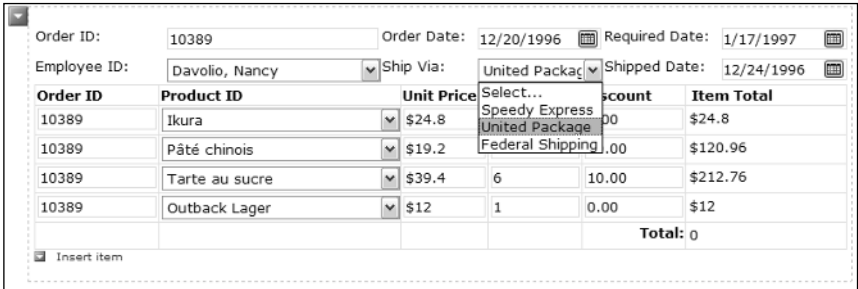 Order ID: 10389 Order Date: 12/20/1996 Required Date: 1/17/1997
Employee ID: Davolio, Nancy Ship Via: United Packag Shipped Date: 12/24/1996
Order ID Product ID Unit Price scount Item Total
Select...
Speedy Express
United Package
Federal Shipping
10389 Ikura $24.8 .00 $24.8
10389 Pâté chinois $19.2 .00 $120.96
10389 Tarte au sucre $39.4 6 10.00 $212.76
10389 Outback Lager $12 1 0.00 $12
Total: 0
Insert item